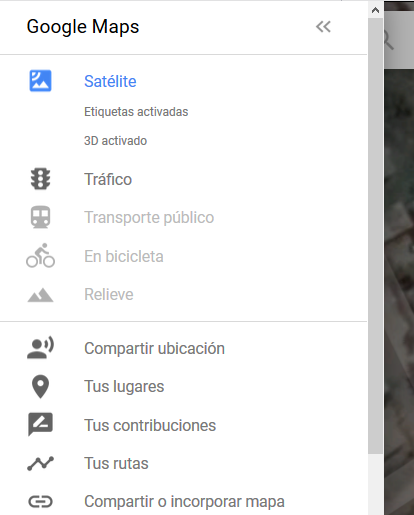 Google Maps
Satélite
Etiquetas activadas
3D activado
Tráfico
Transporte público
En bicicleta
Relieve
Compartir ubicación
Tus lugares
Tus contribuciones
Tus rutas
Compartir o incorporar mapa